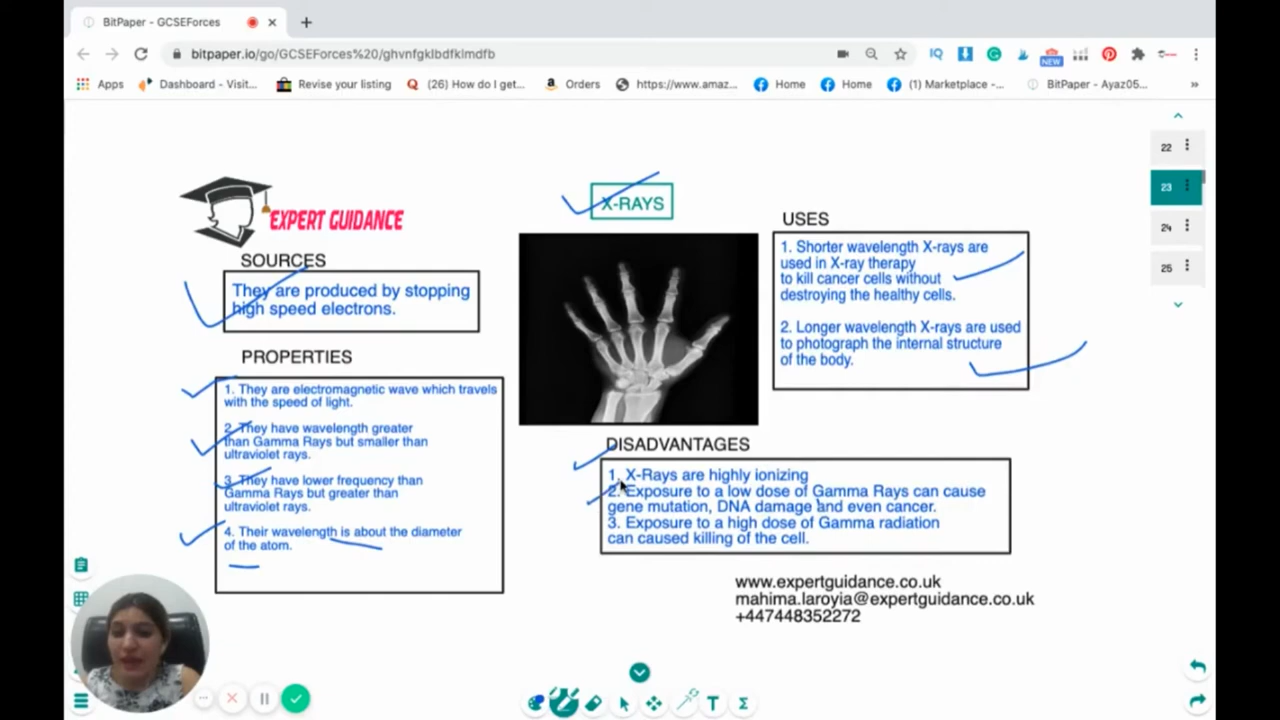 BitPaper - GCSEForces
bitpaper.io/go/GCSEForces%20/ghvnfgklbdfklmdfb
IQ
NEW
Apps
Dashboard - Visit...
Revise your listing
(26) How do I get...
Orders
https://www.amaz...
Home
Home
(1) Marketplace -...
BitPaper - Ayaz05...
»
22
23
24
25
EXPERT GUIDANCE
X-RAYS
SOURCES
They are produced by stopping
high speed electrons.
PROPERTIES
1. They are electromagnetic wave which travels
with the speed of light.
2. They have wavelength greater
than Gamma Rays but smaller than
ultraviolet rays.
3. They have lower frequency than
Gamma Rays but greater than
ultraviolet rays.
4. Their wavelength is about the diameter
of the atom.
USES
1. Shorter wavelength X-rays are
used in X-ray therapy
to kill cancer cells without
destroying the healthy cells.
2. Longer wavelength X-rays are used
to photograph the internal structure
of the body.
DISADVANTAGES
1. X-Rays are highly ionizing
2. Exposure to a low dose of Gamma Rays can cause
gene mutation, DNA damage and even cancer.
3. Exposure to a high dose of Gamma radiation
can caused killing of the cell.
www.expertguidance.co.uk
mahima.laroyia@expertguidance.co.uk
+447448352272
T
Σ